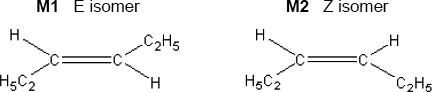 M1 E isomer M2 Z isomer
H C₂H₅ H H
C C C C
H₅C₂ H H₅C₂ C₂H₅